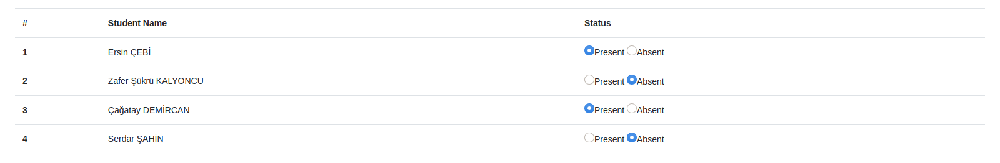 # Student Name Status
1 Ersin ÇEBİ Present Absent
2 Zafer Şükrü KALYONCU Present Absent
3 Çağatay DEMİRCAN Present Absent
4 Serdar ŞAHİN Present Absent